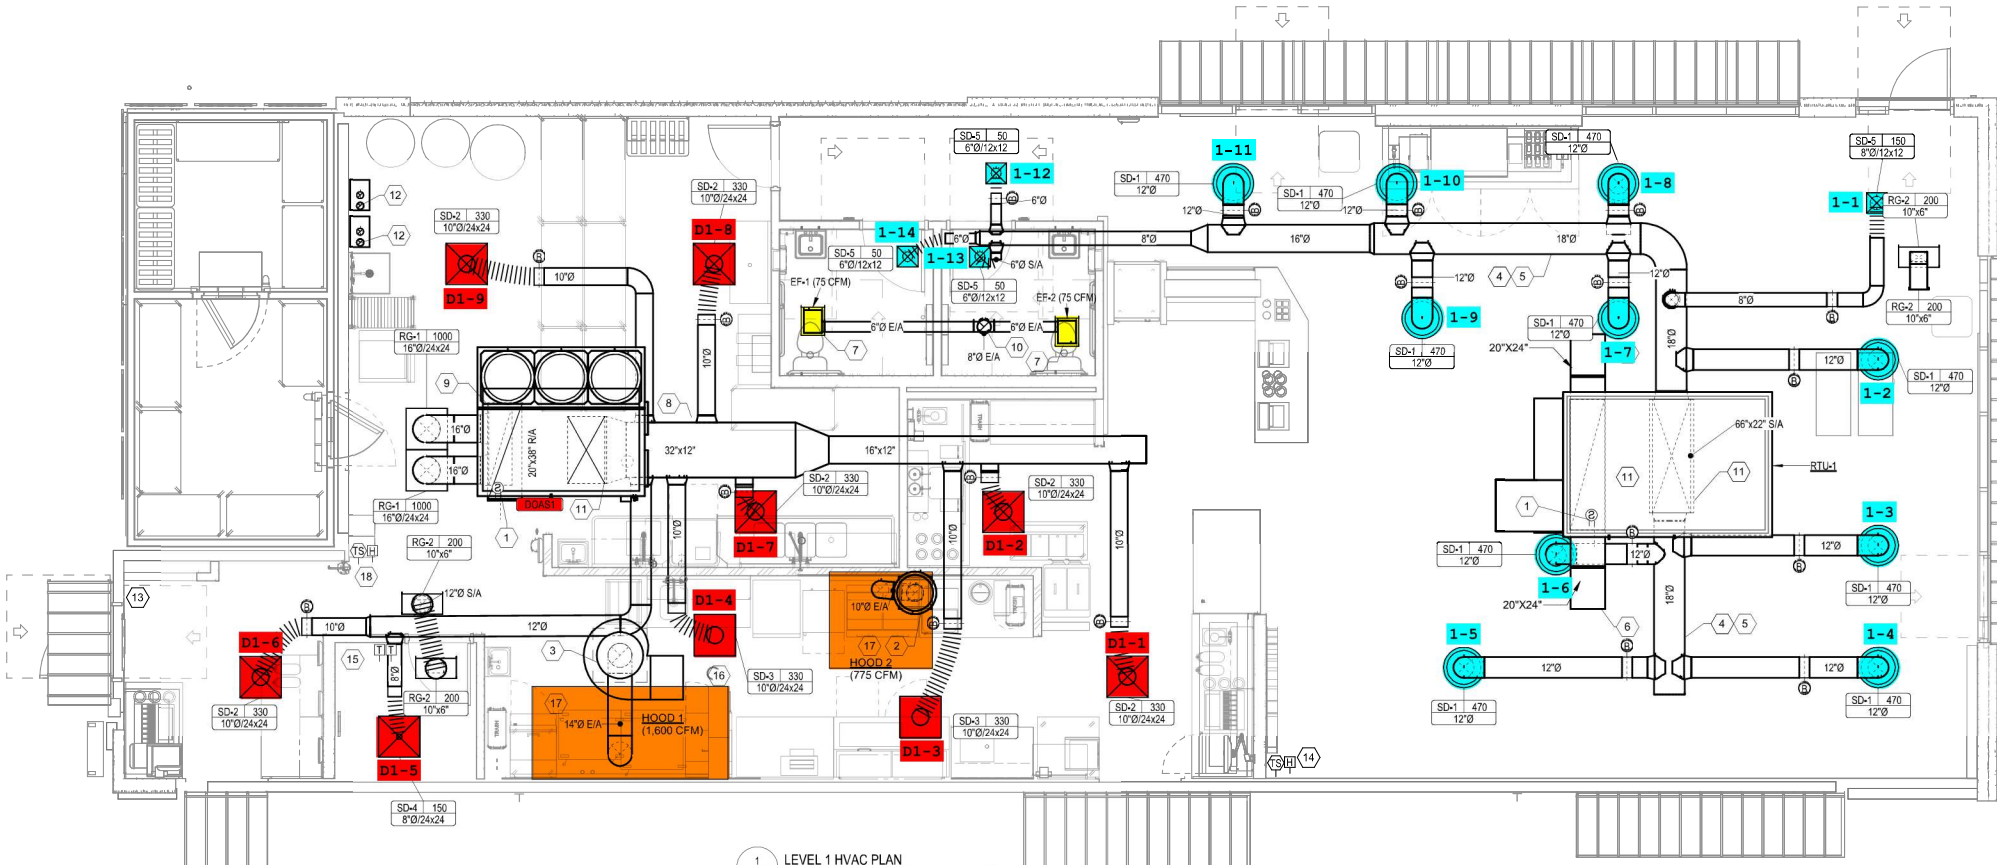 SD-5 50
6"Ø/12x12
1-12
6"Ø
1-11
SD-1 470
12"Ø
12"Ø
SD-1 470
12"Ø
12"Ø
1-10
SD-1 470
12"Ø
1-8
SD-5 150
8"Ø/12x12
1-1
RG-2 200
10"x6"
RG-2 200
10"x6"
12
12
SD-2 330
10"Ø/24x24
D1-9
10"Ø
SD-2 330
10"Ø/24x24
D1-8
10"Ø
1-14
SD-5 50
6"Ø/12x12
6"Ø
1-13
6"Ø S/A
SD-5 50
6"Ø/12x12
8"Ø
16"Ø
18"Ø
4
5
12"Ø
12"Ø
8"Ø
EF-1 (75 CFM)
EF-2 (75 CFM)
6"Ø E/A
6"Ø E/A
8"Ø E/A
7
10
7
1-9
SD-1 470
12"Ø
SD-1 470
12"Ø
1-7
20"X24"
18"Ø
12"Ø
1-2
SD-1 470
12"Ø
RG-1 1000
16"Ø/24x24
9
8
16"Ø
16"Ø
20"x38" R/A
32"x12"
16"x12"
RG-1 1000
16"Ø/24x24
DOAS1
1
11
10"Ø
SD-2 330
10"Ø/24x24
D1-7
SD-2 330
10"Ø/24x24
D1-2
10"Ø
10"Ø
66"x22" S/A
RTU-1
11
11
1
1-3
12"Ø
SD-1 470
12"Ø
SD-1 470
12"Ø
1-6
12"Ø
20"X24"
18"Ø
4
5
6
TS
H
18
RG-2 200
10"x6"
12"Ø S/A
13
10"Ø
12"Ø
D1-6
SD-2 330
10"Ø/24x24
15
T
T
8"Ø
RG-2 200
10"x6"
D1-5
SD-4 150
8"Ø/24x24
3
D1-4
SD-3 330
10"Ø/24x24
16
17
14"Ø E/A
HOOD 1
(1,600 CFM)
10"Ø E/A
17
2
HOOD 2
(775 CFM)
D1-3
SD-3 330
10"Ø/24x24
D1-1
SD-2 330
10"Ø/24x24
1-5
12"Ø
SD-1 470
12"Ø
12"Ø
1-4
SD-1 470
12"Ø
TS
H
14
TRASH
TRASH
TRASH
1
LEVEL 1 HVAC PLAN